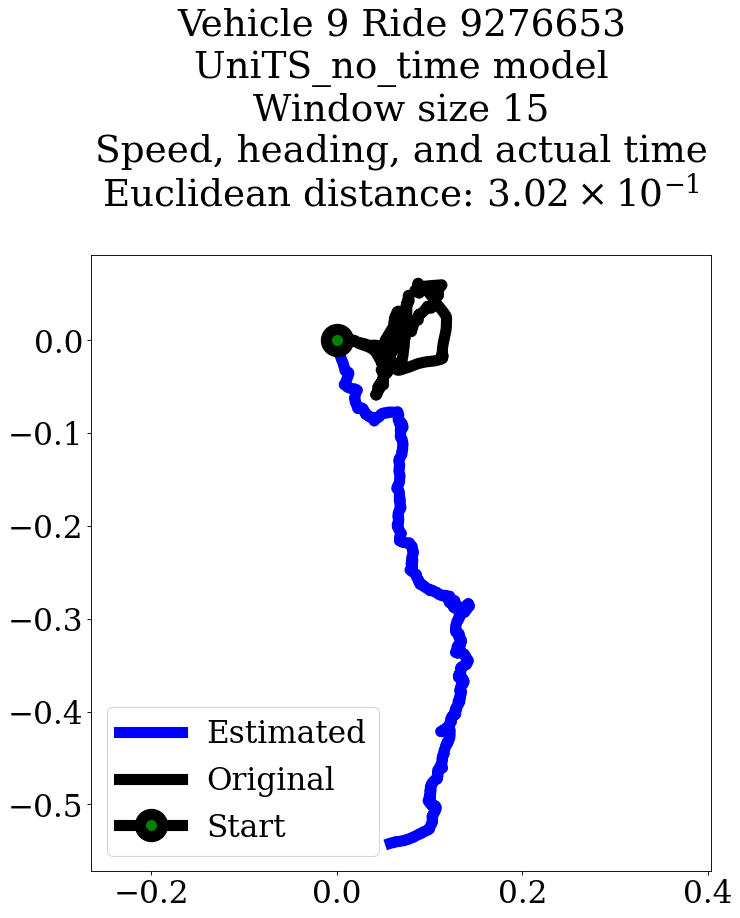 Vehicle 9 Ride 9276653
UniTS_no_time model
Window size 15
Speed, heading, and actual time
Euclidean distance: 3.02 × 10⁻¹
0.0
−0.1
−0.2
−0.3
−0.4
−0.5
Estimated
Original
Start
−0.2 0.0 0.2 0.4